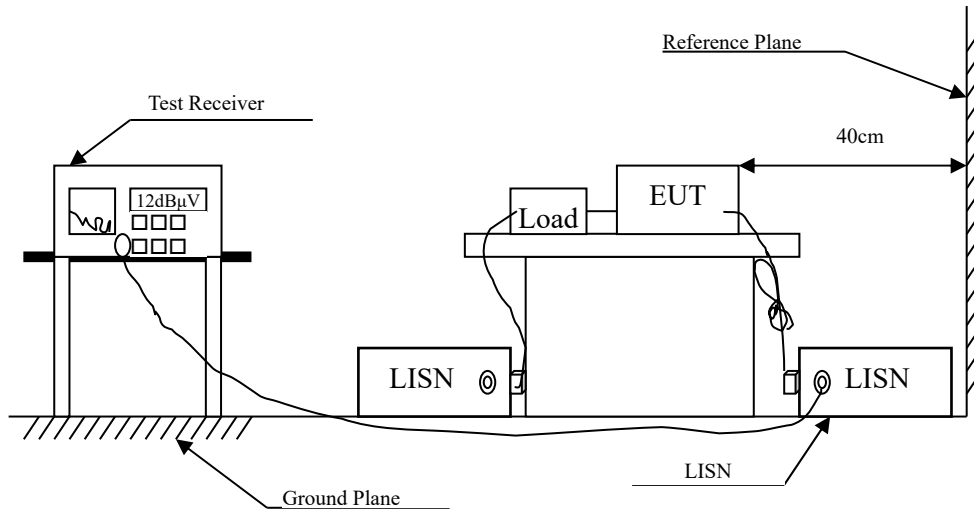 Reference Plane
Test Receiver
40cm
12dBμV
EUT
Load
LISN
LISN
LISN
Ground Plane